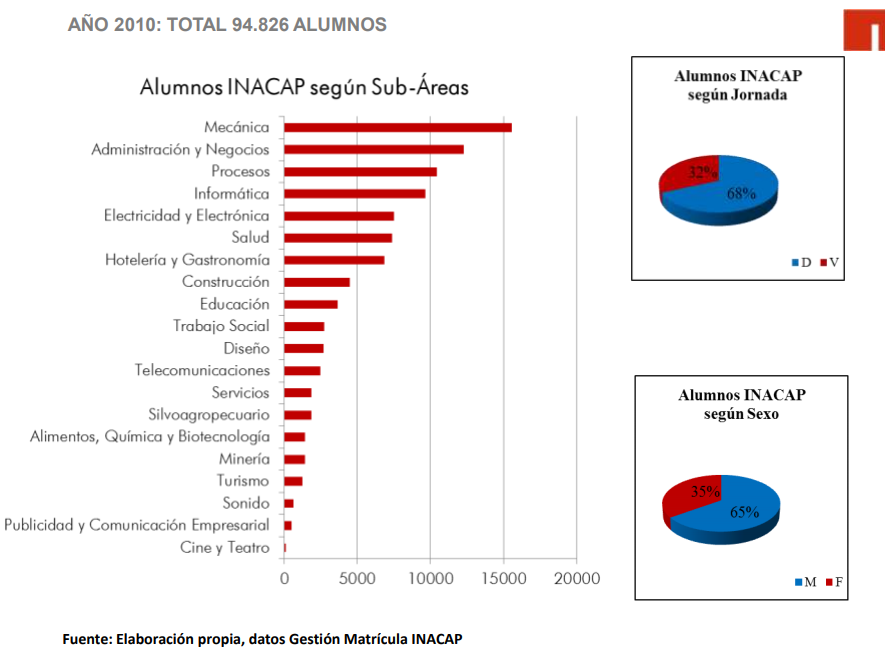 AÑO 2010: TOTAL 94.826 ALUMNOS
Alumnos INACAP según Sub-Áreas
Mecánica
Administración y Negocios
Procesos
Informática
Electricidad y Electrónica
Salud
Hotelería y Gastronomía
Construcción
Educación
Trabajo Social
Diseño
Telecomunicaciones
Servicios
Silvoagropecuario
Alimentos, Química y Biotecnología
Minería
Turismo
Sonido
Publicidad y Comunicación Empresarial
Cine y Teatro
0 5000 10000 15000 20000
Alumnos INACAP
según Jornada
32%
68%
D V
Alumnos INACAP
según Sexo
35%
65%
M F
Fuente: Elaboración propia, datos Gestión Matrícula INACAP